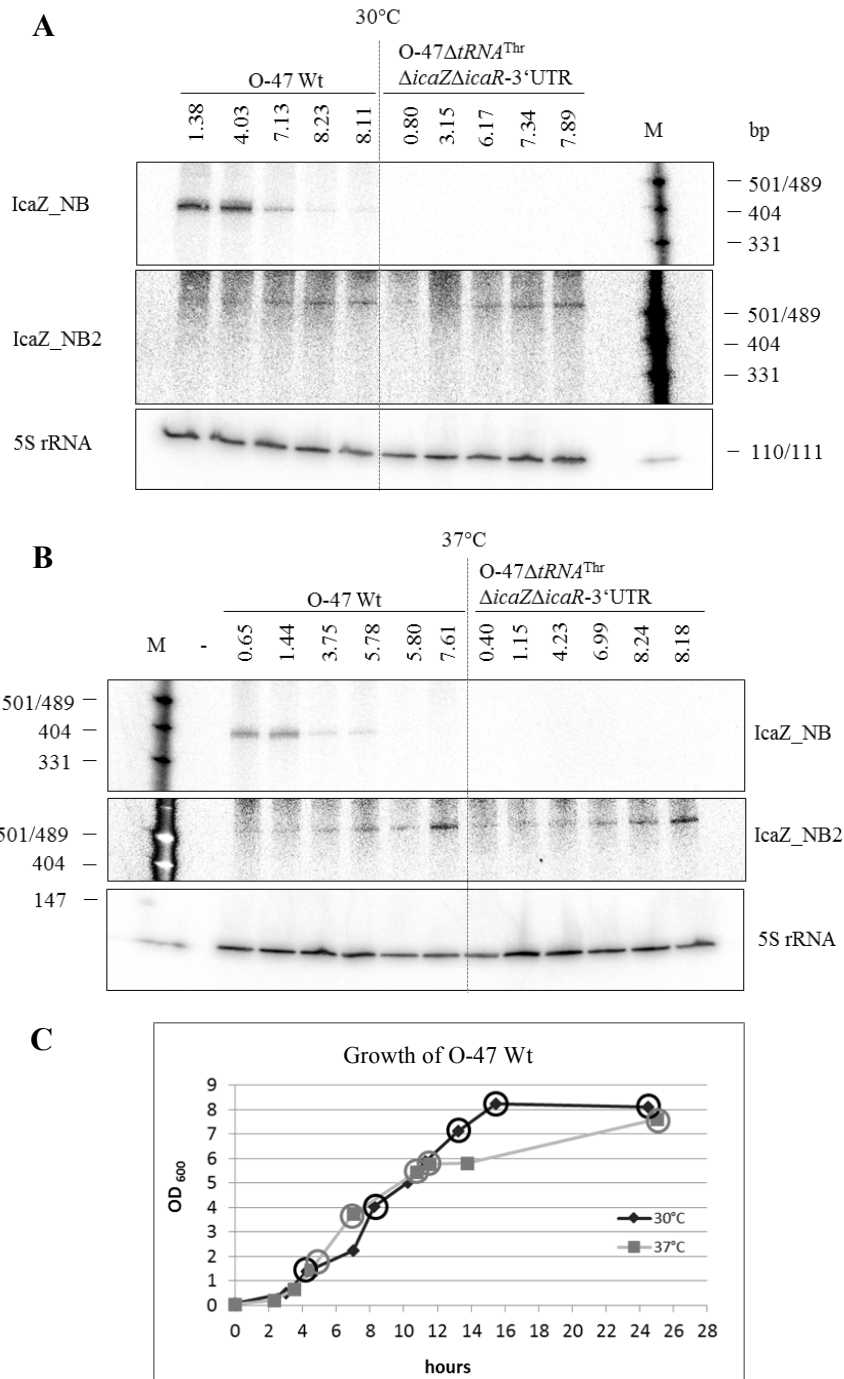 A
30°C
O-47 Wt
O-47ΔtRNAᵀʰʳ
ΔicaZΔicaR-3‘UTR
1.38 4.03 7.13 8.23 8.11 0.80 3.15 6.17 7.34 7.89 M bp
IcaZ_NB
501/489
404
331
IcaZ_NB2
501/489
404
331
5S rRNA
110/111
B
37°C
O-47 Wt
O-47ΔtRNAᵀʰʳ
ΔicaZΔicaR-3‘UTR
M - 0.65 1.44 3.75 5.78 5.80 7.61 0.40 1.15 4.23 6.99 8.24 8.18
501/489
404
331
IcaZ_NB
501/489
404
IcaZ_NB2
147
5S rRNA
C
Growth of O-47 Wt
9
8
7
6
5
4
3
2
1
0
OD 600
30°C
37°C
0 2 4 6 8 10 12 14 16 18 20 22 24 26 28
hours